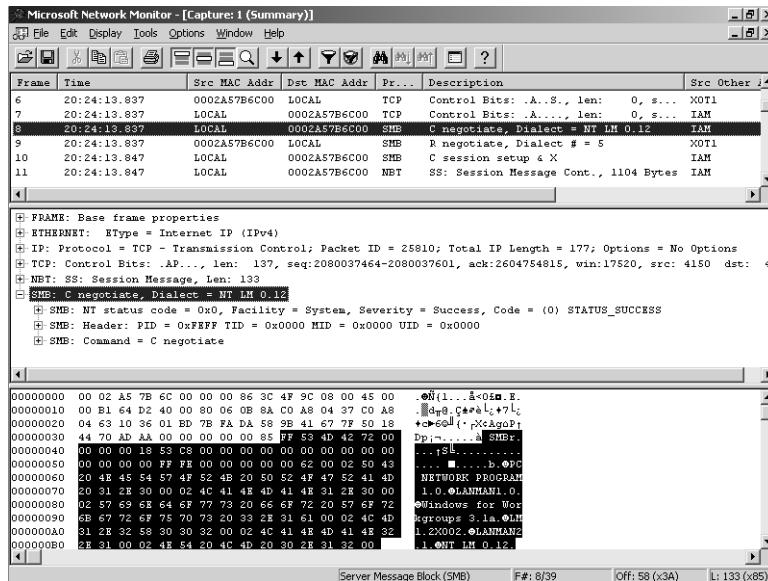 Microsoft Network Monitor - [Capture: 1 (Summary)]
File Edit Display Tools Options Window Help
Frame Time Src MAC Addr Dst MAC Addr Pr... Description Src Other
6 20:24:13.837 0002A57B6C00 LOCAL TCP Control Bits: .A..S., len: 0, s... XOT1
7 20:24:13.837 LOCAL 0002A57B6C00 TCP Control Bits: .A...., len: 0, s... IAM
8 20:24:13.837 LOCAL 0002A57B6C00 SMB C negotiate, Dialect = NT LM 0.12 IAM
9 20:24:13.837 0002A57B6C00 LOCAL SMB R negotiate, Dialect # = 5 XOT1
10 20:24:13.847 LOCAL 0002A57B6C00 SMB C session setup & X IAM
11 20:24:13.847 LOCAL 0002A57B6C00 NBT SS: Session Message Cont., 1104 Bytes IAM
FRAME: Base frame properties
ETHERNET: EType = Internet IP (IPv4)
IP: Protocol = TCP - Transmission Control; Packet ID = 25810; Total IP Length = 177; Options = No Options
TCP: Control Bits: .AP..., len: 137, seq:2080037464-2080037601, ack:2604754815, win:17520, src: 4150 dst:
NBT: SS: Session Message, Len: 133
SMB: C negotiate, Dialect = NT LM 0.12
SMB: NT status code = 0x0, Facility = System, Severity = Success, Code = (0) STATUS_SUCCESS
SMB: Header: PID = 0xFEFF TID = 0x0000 MID = 0x0000 UID = 0x0000
SMB: Command = C negotiate
00000000 00 02 A5 7B 6C 00 00 00 86 3C 4F 9C 08 00 45 00
00000010 00 B1 64 D2 40 00 80 06 0B 8A C0 A8 04 37 C0 A8
00000020 04 63 10 36 01 BD 7B FA DA 58 9B 41 67 7F 50 18
00000030 44 70 AD AA 00 00 00 00 00 85 FF 53 4D 42 72 00 SMBr.
00000040 00 00 00 18 53 C8 00 00 00 00 00 00 00 00 00 00
00000050 00 00 00 00 FF FE 00 00 00 00 00 62 00 02 50 43 b.☻PC
00000060 20 4E 45 54 57 4F 52 4B 20 50 52 4F 47 52 41 4D NETWORK PROGRAM
00000070 20 31 2E 30 00 02 4C 41 4E 4D 41 4E 31 2E 30 00 1.0.☻LANMAN1.0.
00000080 02 57 69 6E 64 6F 77 73 20 66 6F 72 20 57 6F 72 ☻Windows for Wor
00000090 6B 67 72 6F 75 70 73 20 33 2E 31 61 00 02 4C 4D kgroups 3.1a.☻LM
000000A0 31 2E 32 58 30 30 32 00 02 4C 41 4E 4D 41 4E 32 1.2X002.☻LANMAN2
000000B0 2E 31 00 02 4E 54 20 4C 4D 20 30 2E 31 32 00 .1.☻NT LM 0.12.
Server Message Block (SMB) F#: 8/39 Off: 58 (x3A) L: 133 (x85)